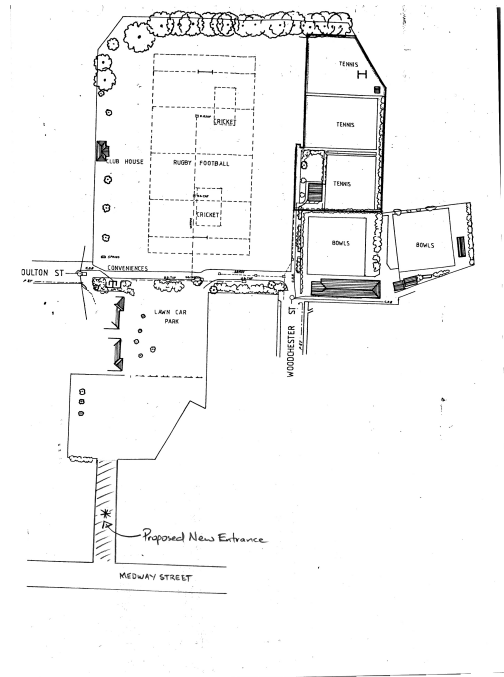 TENNIS
TENNIS
CRICKET
CLUB HOUSE
RUGBY FOOTBALL
TENNIS
CRICKET
BOWLS
BOWLS
CONVENIENCES
OULTON ST
LAWN CAR
PARK
WOODCHESTER ST
Proposed New Entrance
MEDWAY STREET